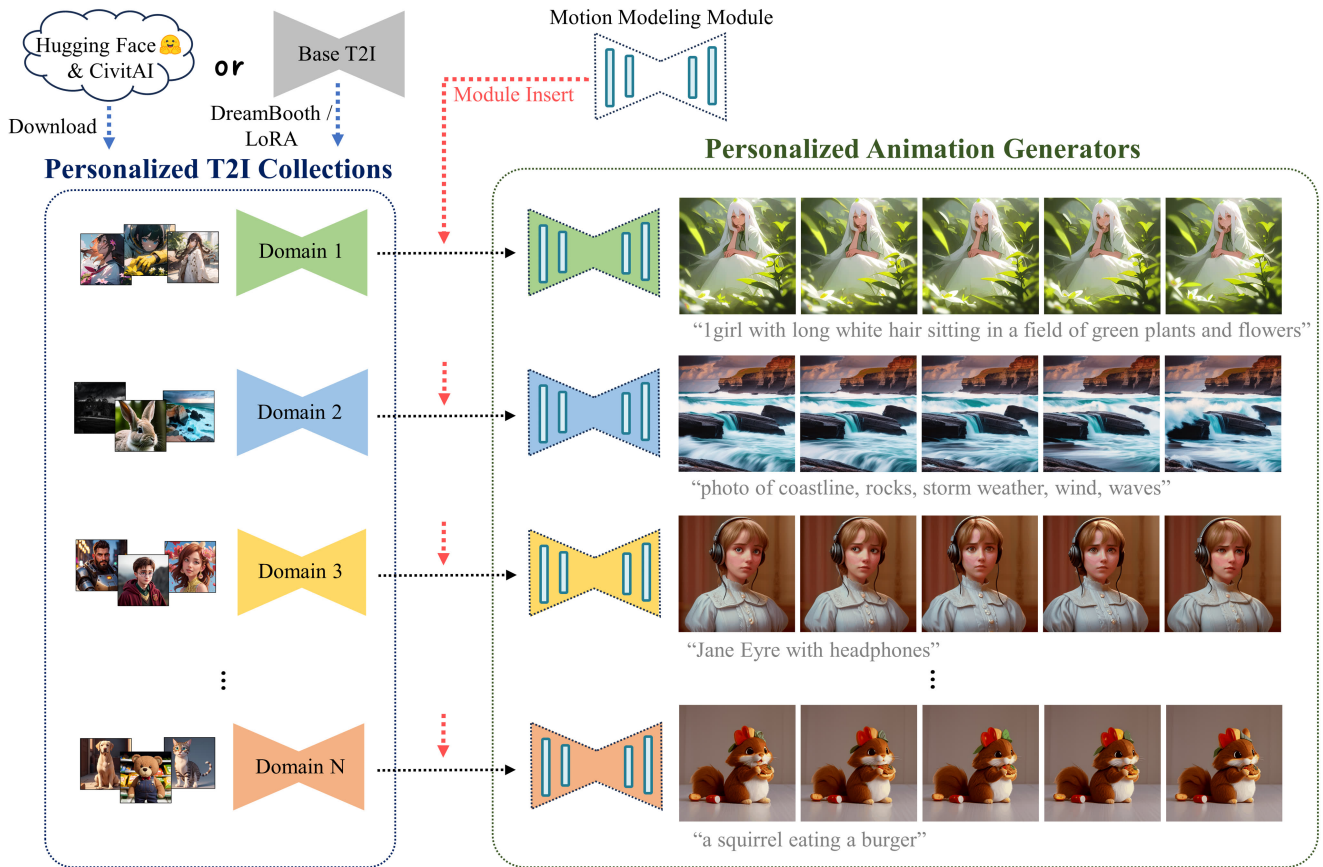 Motion Modeling Module
Hugging Face 🤗
& CivitAI
or
Base T2I
Module Insert
Download
DreamBooth /
LoRA
Personalized T2I Collections
Personalized Animation Generators
Domain 1
“1girl with long white hair sitting in a field of green plants and flowers”
Domain 2
“photo of coastline, rocks, storm weather, wind, waves”
Domain 3
“Jane Eyre with headphones”
⋮
⋮
Domain N
“a squirrel eating a burger”